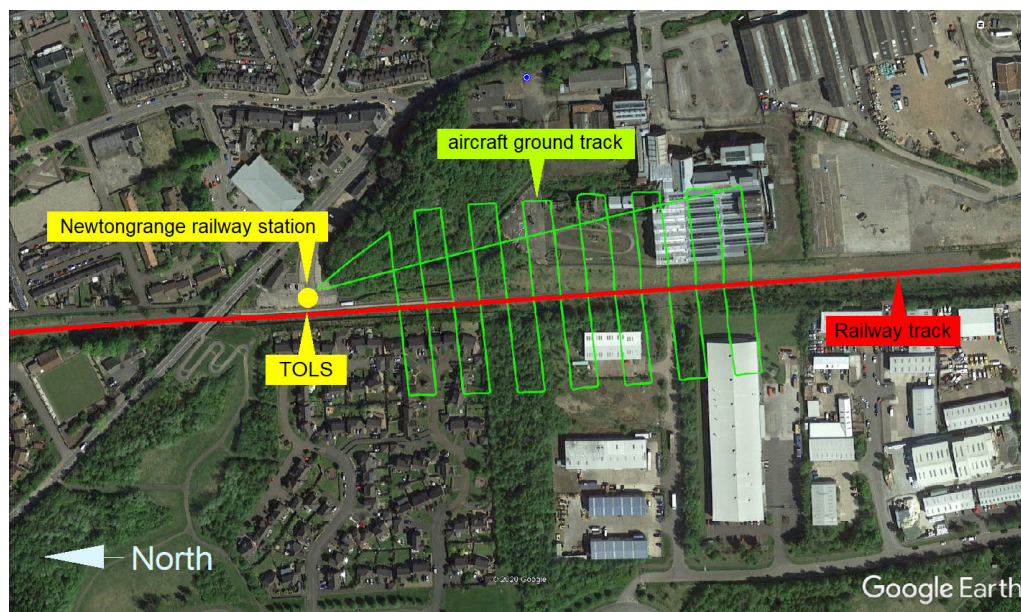 aircraft ground track
Newtongrange railway station
Railway track
TOLS
North
© 2020 Google
Google Earth